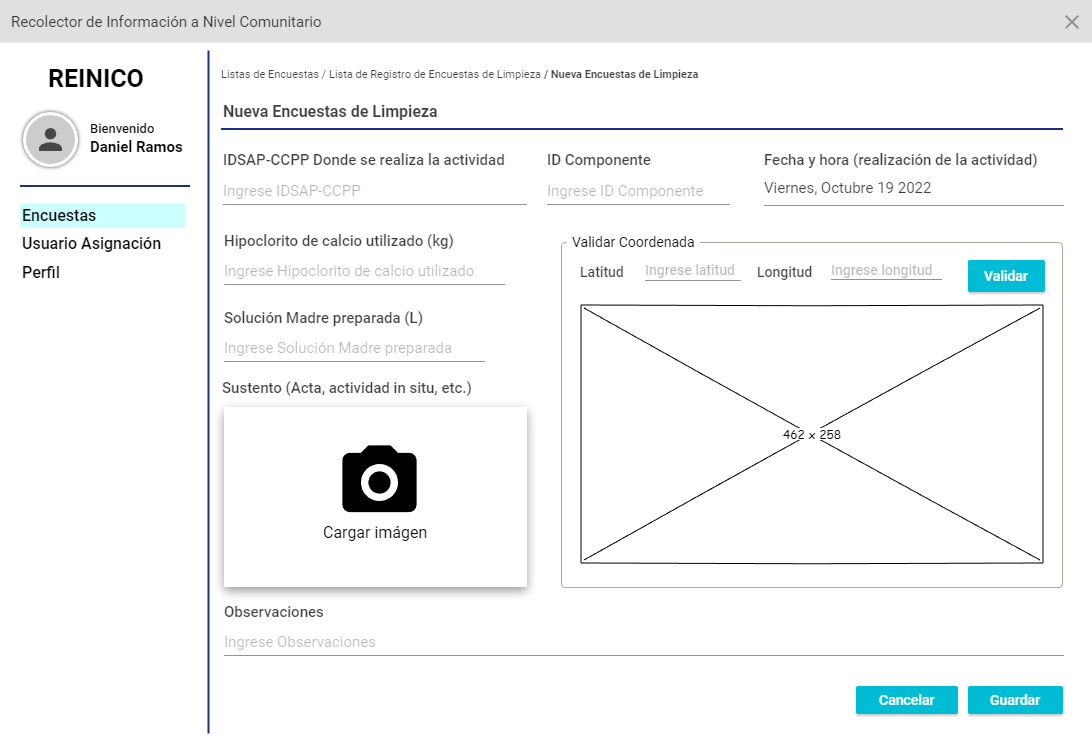 Recolector de Información a Nivel Comunitario
REINICO
Bienvenido
Daniel Ramos
Encuestas
Usuario Asignación
Perfil
Listas de Encuestas / Lista de Registro de Encuestas de Limpieza / Nueva Encuestas de Limpieza
Nueva Encuestas de Limpieza
IDSAP-CCPP Donde se realiza la actividad
Ingrese IDSAP-CCPP
ID Componente
Ingrese ID Componente
Fecha y hora (realización de la actividad)
Viernes, Octubre 19 2022
Hipoclorito de calcio utilizado (kg)
Ingrese Hipoclorito de calcio utilizado
Solución Madre preparada (L)
Ingrese Solución Madre preparada
Sustento (Acta, actividad in situ, etc.)
Cargar imágen
Validar Coordenada
Latitud Ingrese latitud Longitud Ingrese longitud Validar
462 x 258
Observaciones
Ingrese Observaciones
Cancelar Guardar